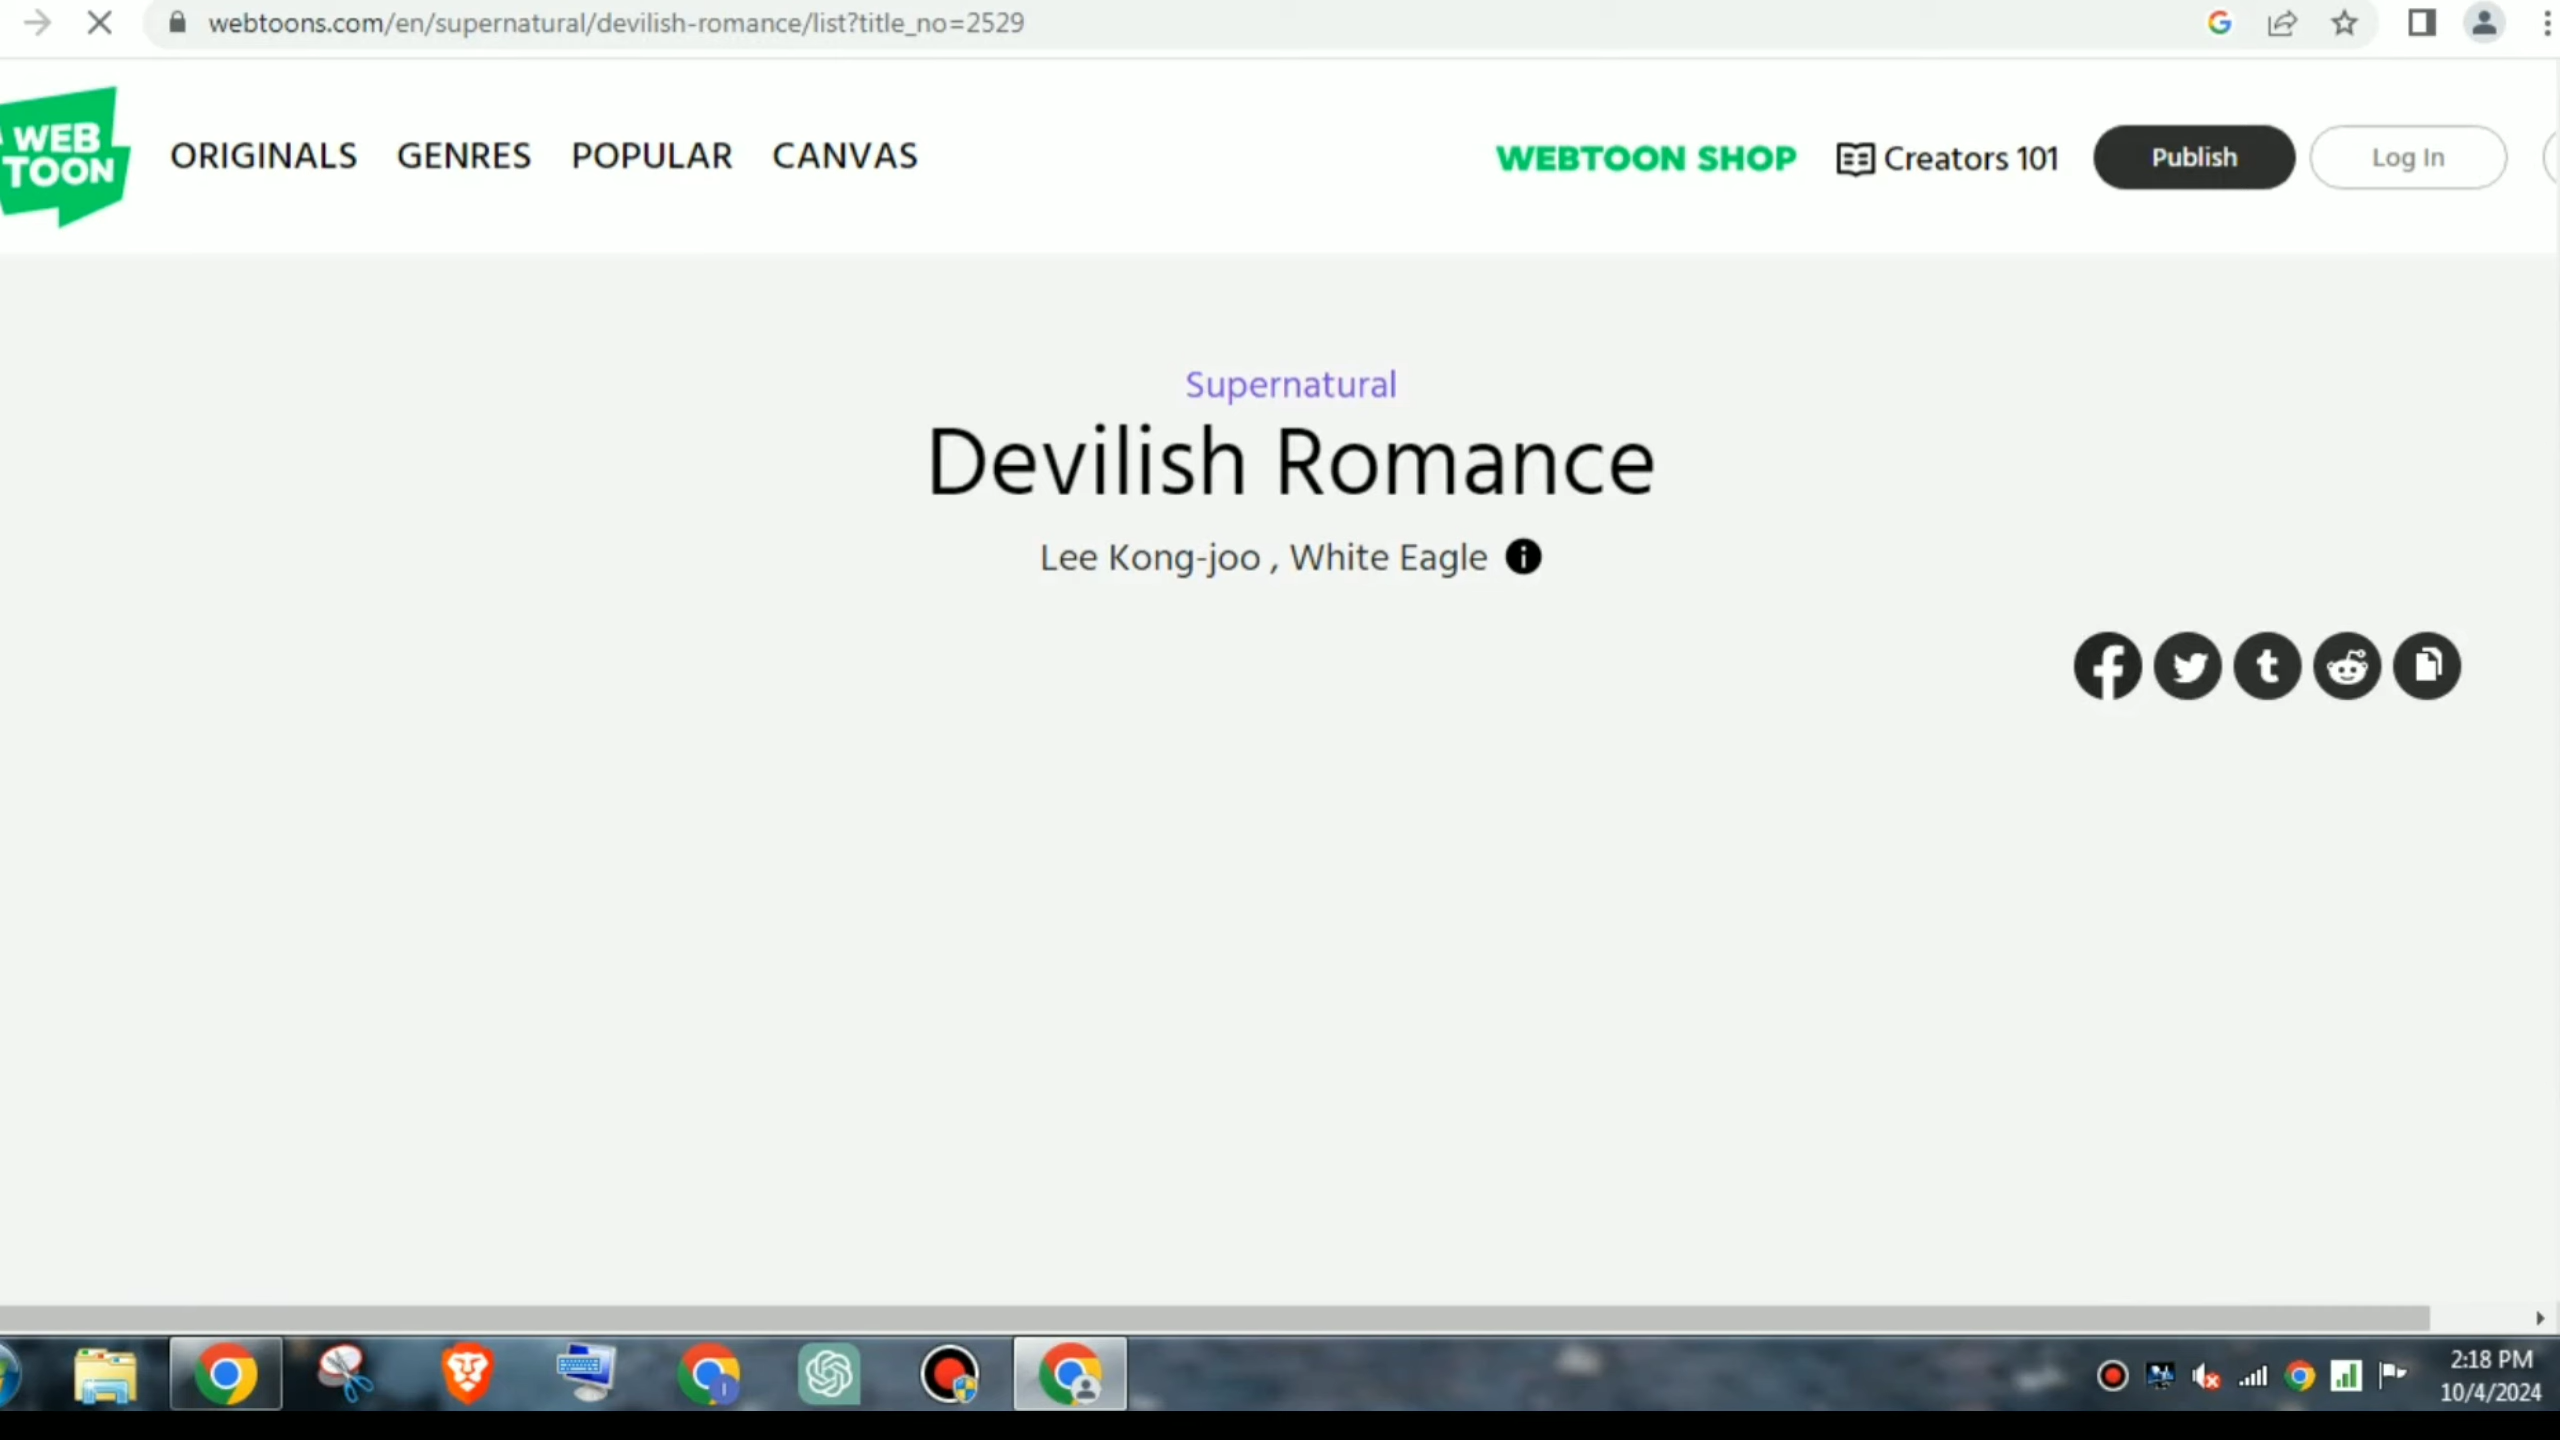 webtoons.com/en/supernatural/devilish-romance/list?title_no=2529
WEB
TOON
ORIGINALS GENRES POPULAR CANVAS
WEBTOON SHOP Creators 101 Publish Log In
Supernatural
Devilish Romance
Lee Kong-joo , White Eagle
2:18 PM
10/4/2024